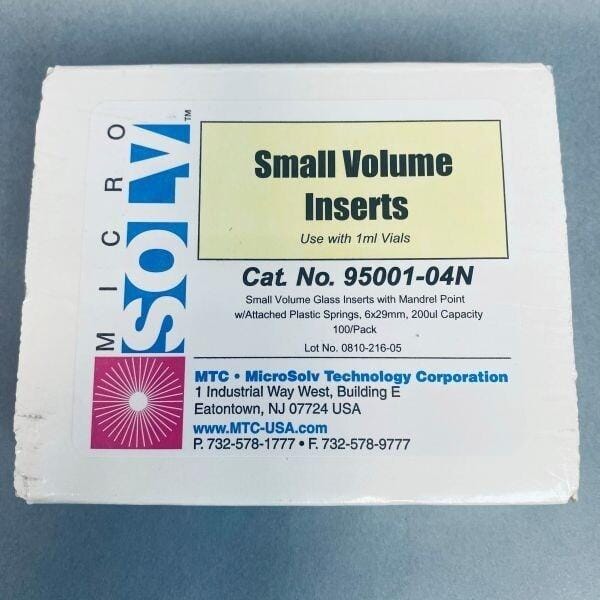 MICRO
SOLV™
Small Volume
Inserts
Use with 1ml Vials
Cat. No. 95001-04N
Small Volume Glass Inserts with Mandrel Point
w/Attached Plastic Springs, 6x29mm, 200ul Capacity
100/Pack
Lot No. 0810-216-05
MTC • MicroSolv Technology Corporation
1 Industrial Way West, Building E
Eatontown, NJ 07724 USA
www.MTC-USA.com
P. 732-578-1777 • F. 732-578-9777